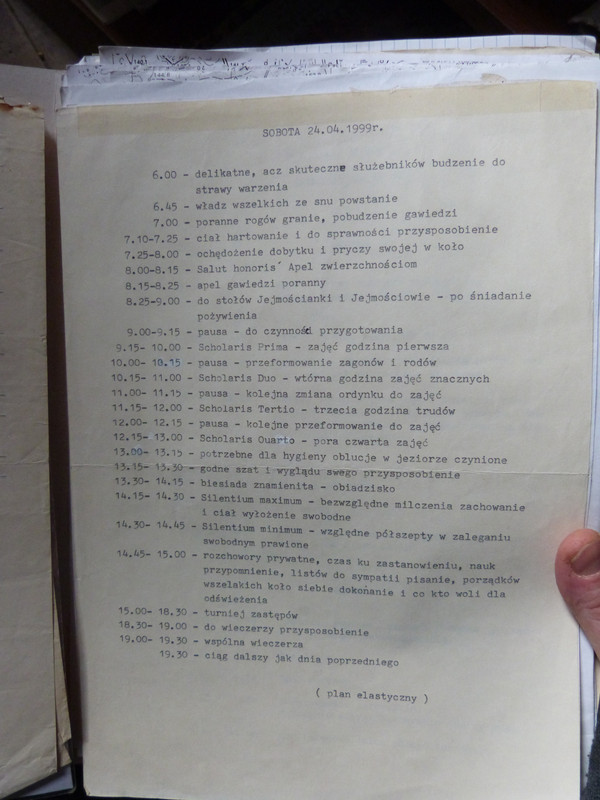 SOBOTA 24.04.1999r.
6.00 - delikatne, acz skuteczne służebników budzenie do
strawy warzenia
6.45 - władz wszelkich ze snu powstanie
7.00 - poranne rogów granie, pobudzenie gawiedzi
7.10-7.25 - ciał hartowanie i do sprawności przysposobienie
7.25-8.00 - ochędożenie dobytku i pryczy swojej w koło
8.00-8.15 - Salut honoris´ Apel zwierzchnościom
8.15-8.25 - apel gawiedzi poranny
8.25-9.00 - do stołów Jejmościanki i Jejmościowie - po śniadanie
pożywienia
9.00-9.15 - pausa - do czynność przygotowania
9.15- 10.00 - Scholaris Prima - zajęć godzina pierwsza
10.00- 10.15 - pausa - przeformowanie zagonów i rodów
10.15- 11.00 - Scholaris Duo - wtórna godzina zajęć znacznych
11.00- 11.15 - pausa - kolejna zmiana ordynku do zajęć
11.15- 12.00 - Scholaris Tertio - trzecia godzina trudów
12.00- 12.15 - pausa - kolejne przeformowanie do zajęć
12.15- 13.00 - Scholaris Quarto - pora czwarta zajęć
13.00- 13.15 - potrzebne dla hygieny oblucje w jeziorze czynione
13.15- 13.30 - godne szat i wyglądu swego przysposobienie
13.30- 14.15 - biesiada znamienita - obiadzisko
14.15- 14.30 - Silentium maximum - bezwzględne milczenia zachowanie
i ciał wyłożenie swobodne
14.30- 14.45 - Silentium minimum - względne półszepty w zaleganiu
swobodnym prawione
14.45- 15.00 - rozchowory prywatne, czas ku zastanowieniu, nauk
przypomnienie, listów do sympatii pisanie, porządków
wszelakich koło siebie dokońanie i co kto woli dla
odświeżenia
15.00- 18.30 - turniej zastępów
18.30- 19.00 - do wieczerzy przysposobienie
19.00- 19.30 - wspólna wieczerza
19.30 - ciąg dalszy jak dnia poprzedniego
( plan elastyczny )